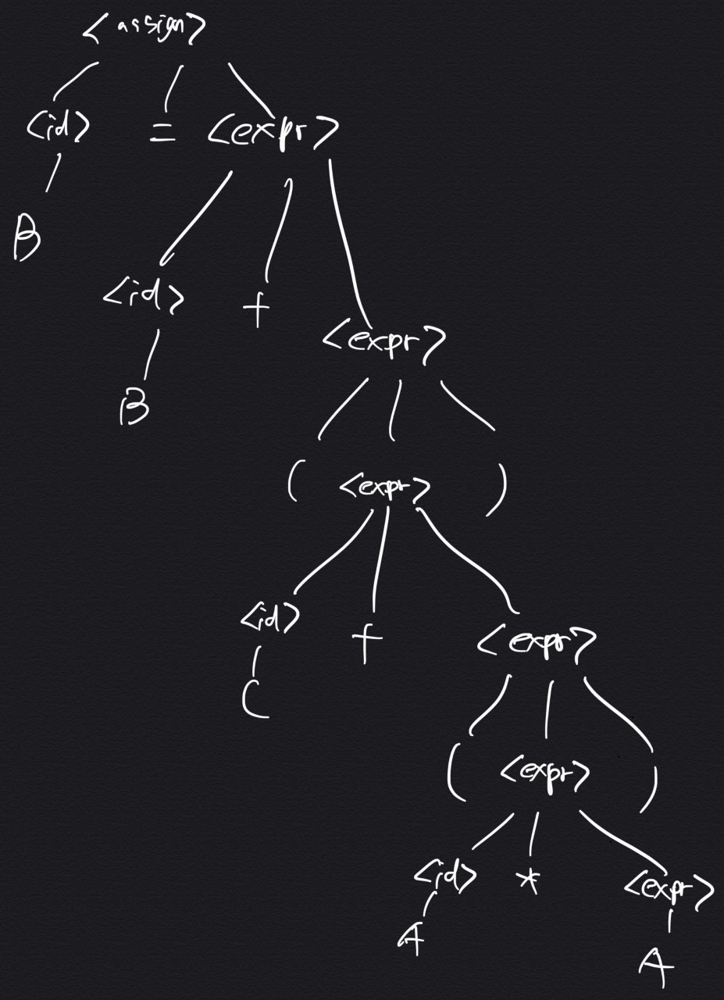 <assign>
<id> = <expr>
B
<id> +
B
<expr>
( <expr> )
<id> + <expr>
C
( <expr> )
<id> * <expr>
A A